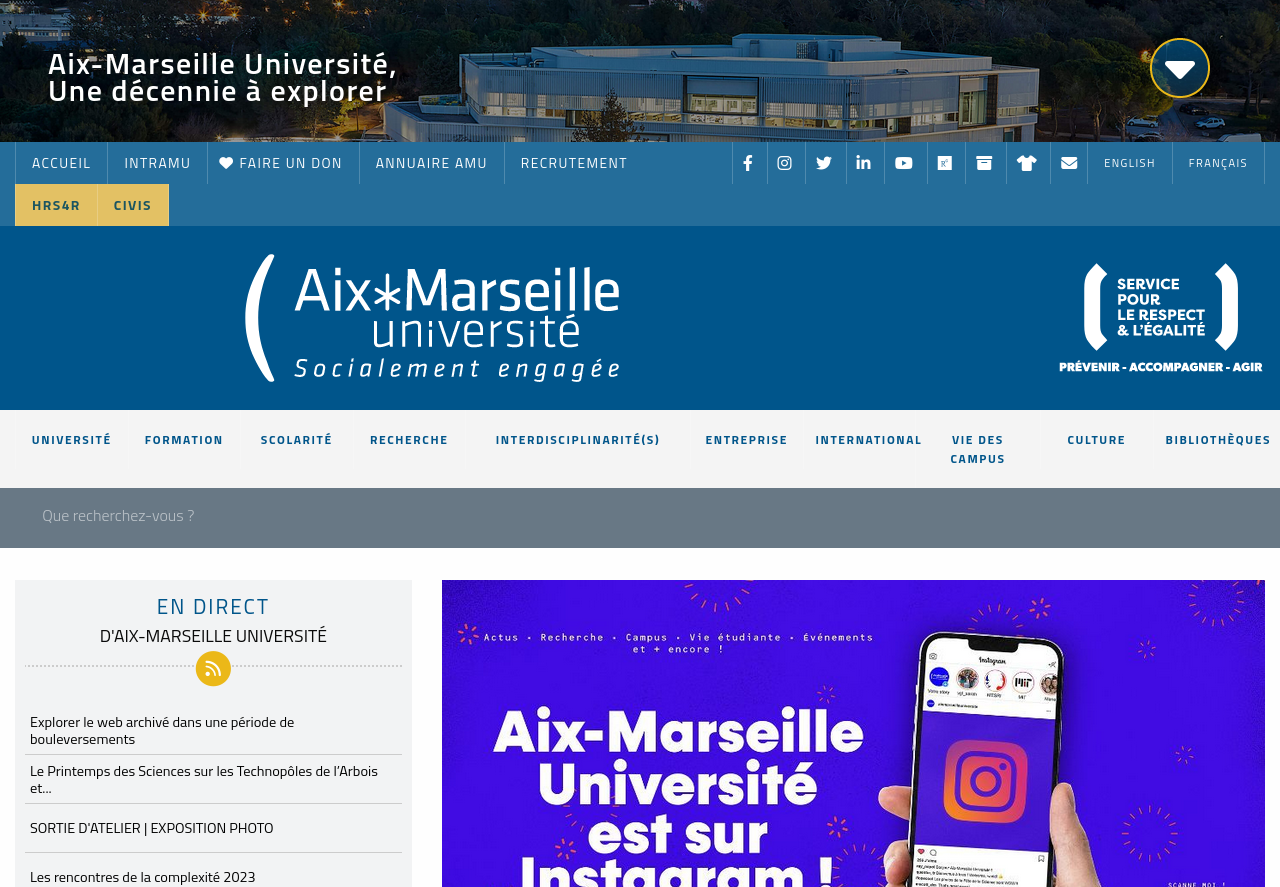 Aix-Marseille Université,
Une décennie à explorer
ACCUEIL
INTRAMU
FAIRE UN DON
ANNUAIRE AMU
RECRUTEMENT
ENGLISH
FRANÇAIS
HRS4R
CIVIS
Aix*Marseille
université
Socialement engagée
SERVICE
POUR
LE RESPECT
& L'ÉGALITÉ
PRÉVENIR - ACCOMPAGNER - AGIR
UNIVERSITÉ
FORMATION
SCOLARITÉ
RECHERCHE
INTERDISCIPLINARITÉ(S)
ENTREPRISE
INTERNATIONAL
VIE DES
CAMPUS
CULTURE
BIBLIOTHÈQUES
Que recherchez-vous ?
EN DIRECT
D'AIX-MARSEILLE UNIVERSITÉ
Explorer le web archivé dans une période de
bouleversements
Le Printemps des Sciences sur les Technopôles de l’Arbois
et...
SORTIE D'ATELIER | EXPOSITION PHOTO
Les rencontres de la complexité 2023
Actus • Recherche • Campus • Vie étudiante • Événements
et + encore !
Aix-Marseille
Université
est sur
Instagram !
Instagram
SCANNE MOI !